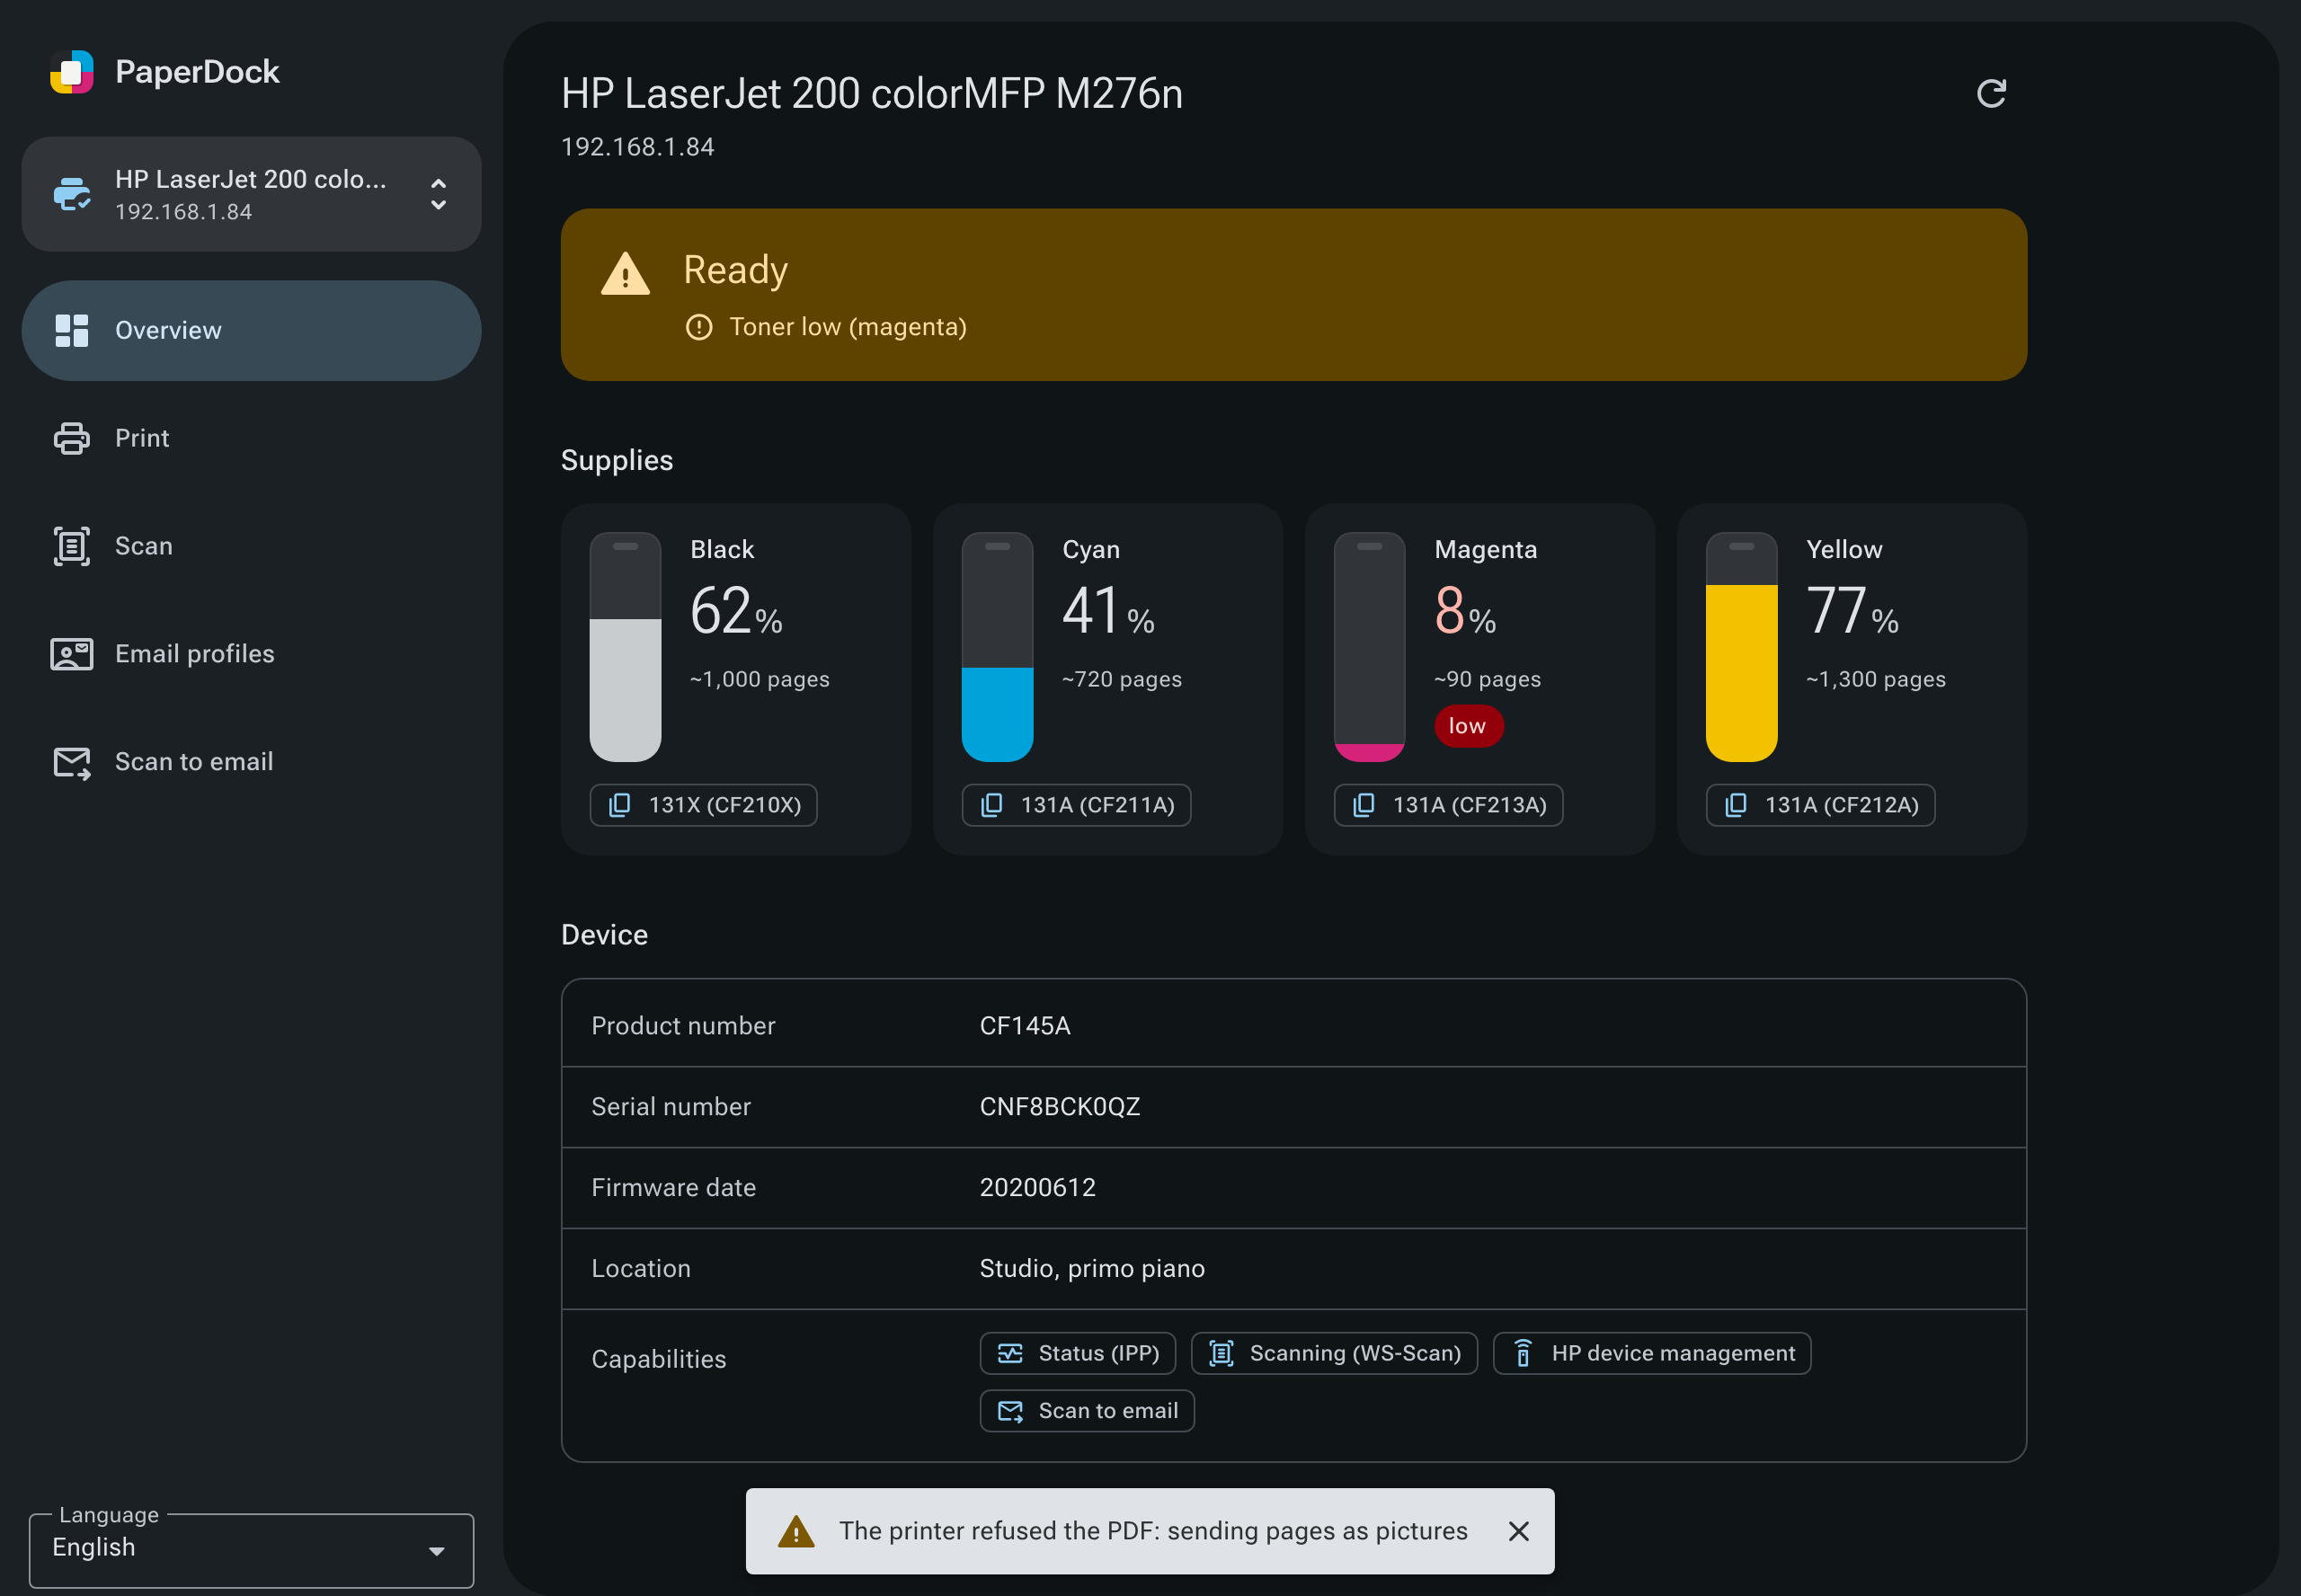 PaperDock
HP LaserJet 200 colo...
192.168.1.84
Overview
Print
Scan
Email profiles
Scan to email
Language
English
HP LaserJet 200 colorMFP M276n
192.168.1.84
Ready
Toner low (magenta)
Supplies
Black
62%
~1,000 pages
131X (CF210X)
Cyan
41%
~720 pages
131A (CF211A)
Magenta
8%
~90 pages
low
131A (CF213A)
Yellow
77%
~1,300 pages
131A (CF212A)
Device
Product number CF145A
Serial number CNF8BCK0QZ
Firmware date 20200612
Location Studio, primo piano
Capabilities Status (IPP) Scanning (WS-Scan) HP device management
Scan to email
The printer refused the PDF: sending pages as pictures